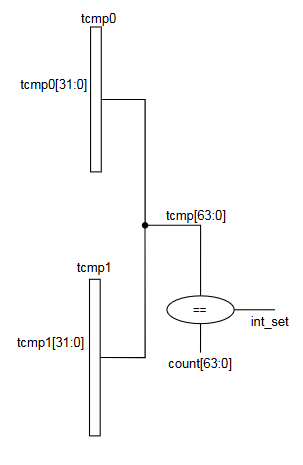 tcmp0
tcmp0[31:0]
tcmp[63:0]
tcmp1
==
int_set
tcmp1[31:0]
count[63:0]